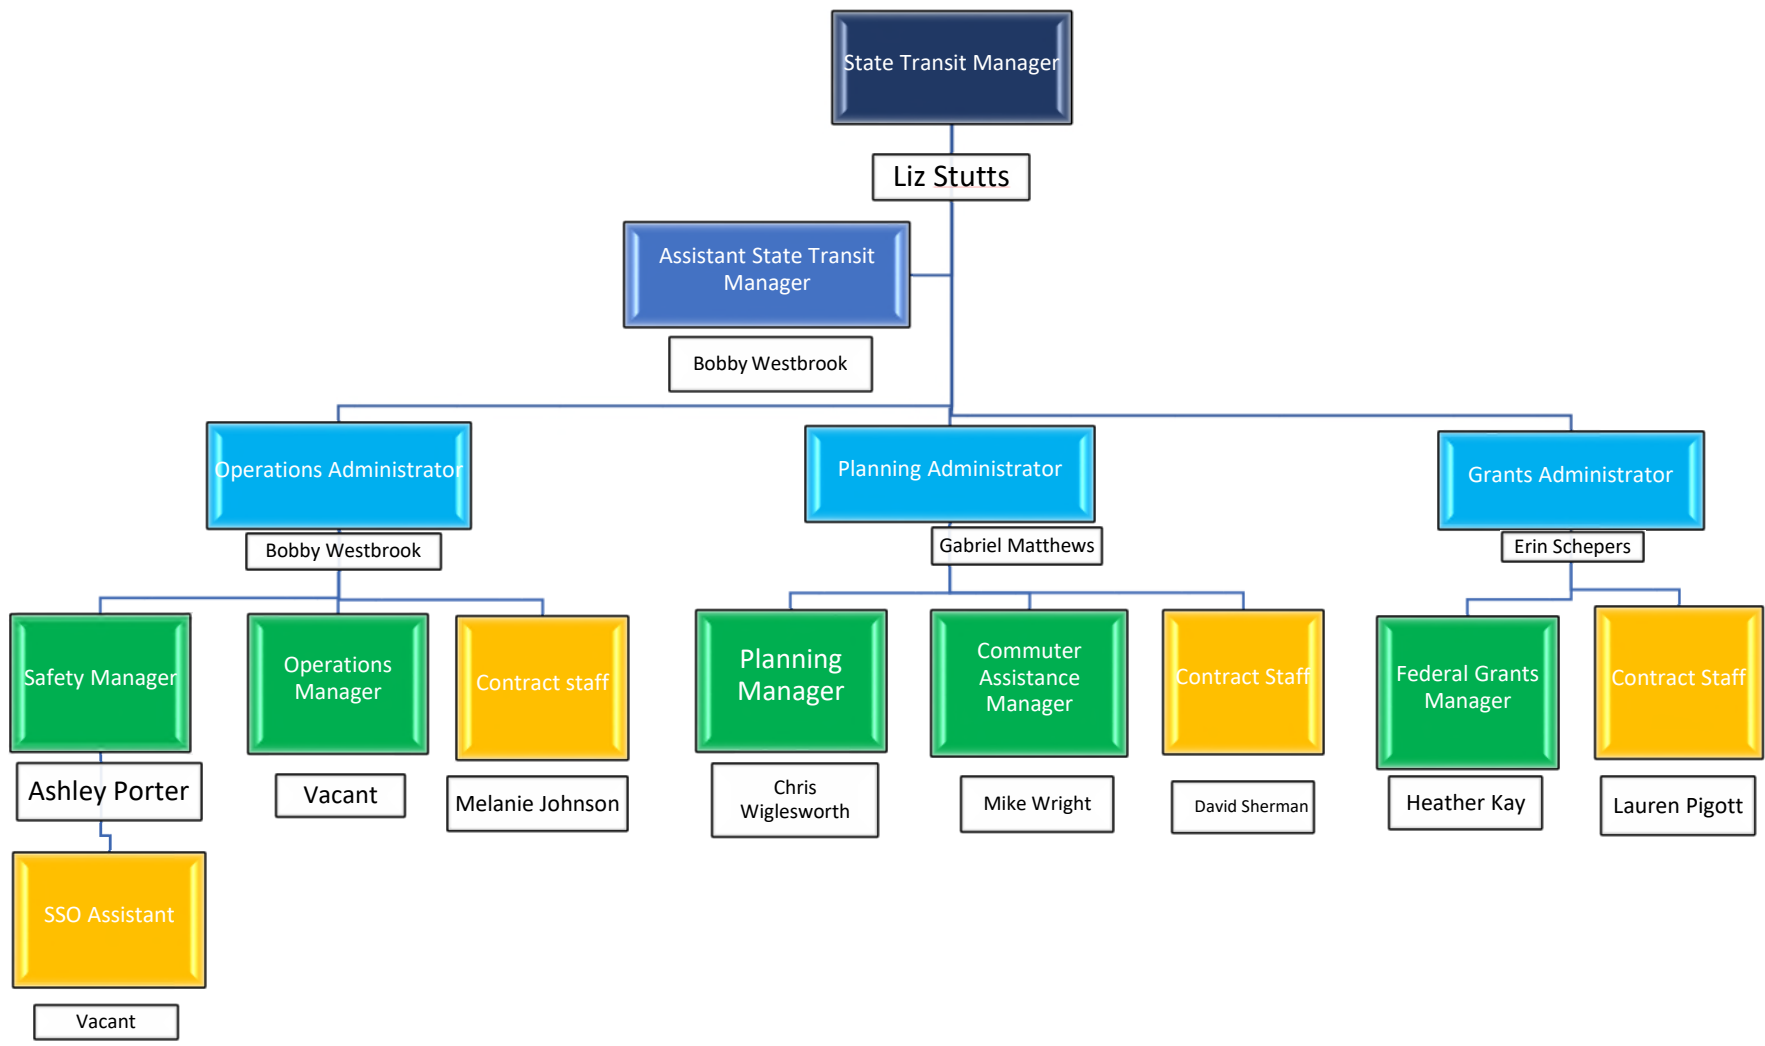 State Transit Manager
Liz Stutts
Assistant State Transit
Manager
Bobby Westbrook
Operations Administrator
Bobby Westbrook
Planning Administrator
Gabriel Matthews
Grants Administrator
Erin Schepers
Safety Manager
Ashley Porter
Operations
Manager
Vacant
Contract staff
Melanie Johnson
Planning
Manager
Chris
Wiglesworth
Commuter
Assistance
Manager
Mike Wright
Contract Staff
David Sherman
Federal Grants
Manager
Heather Kay
Contract Staff
Lauren Pigott
SSO Assistant
Vacant